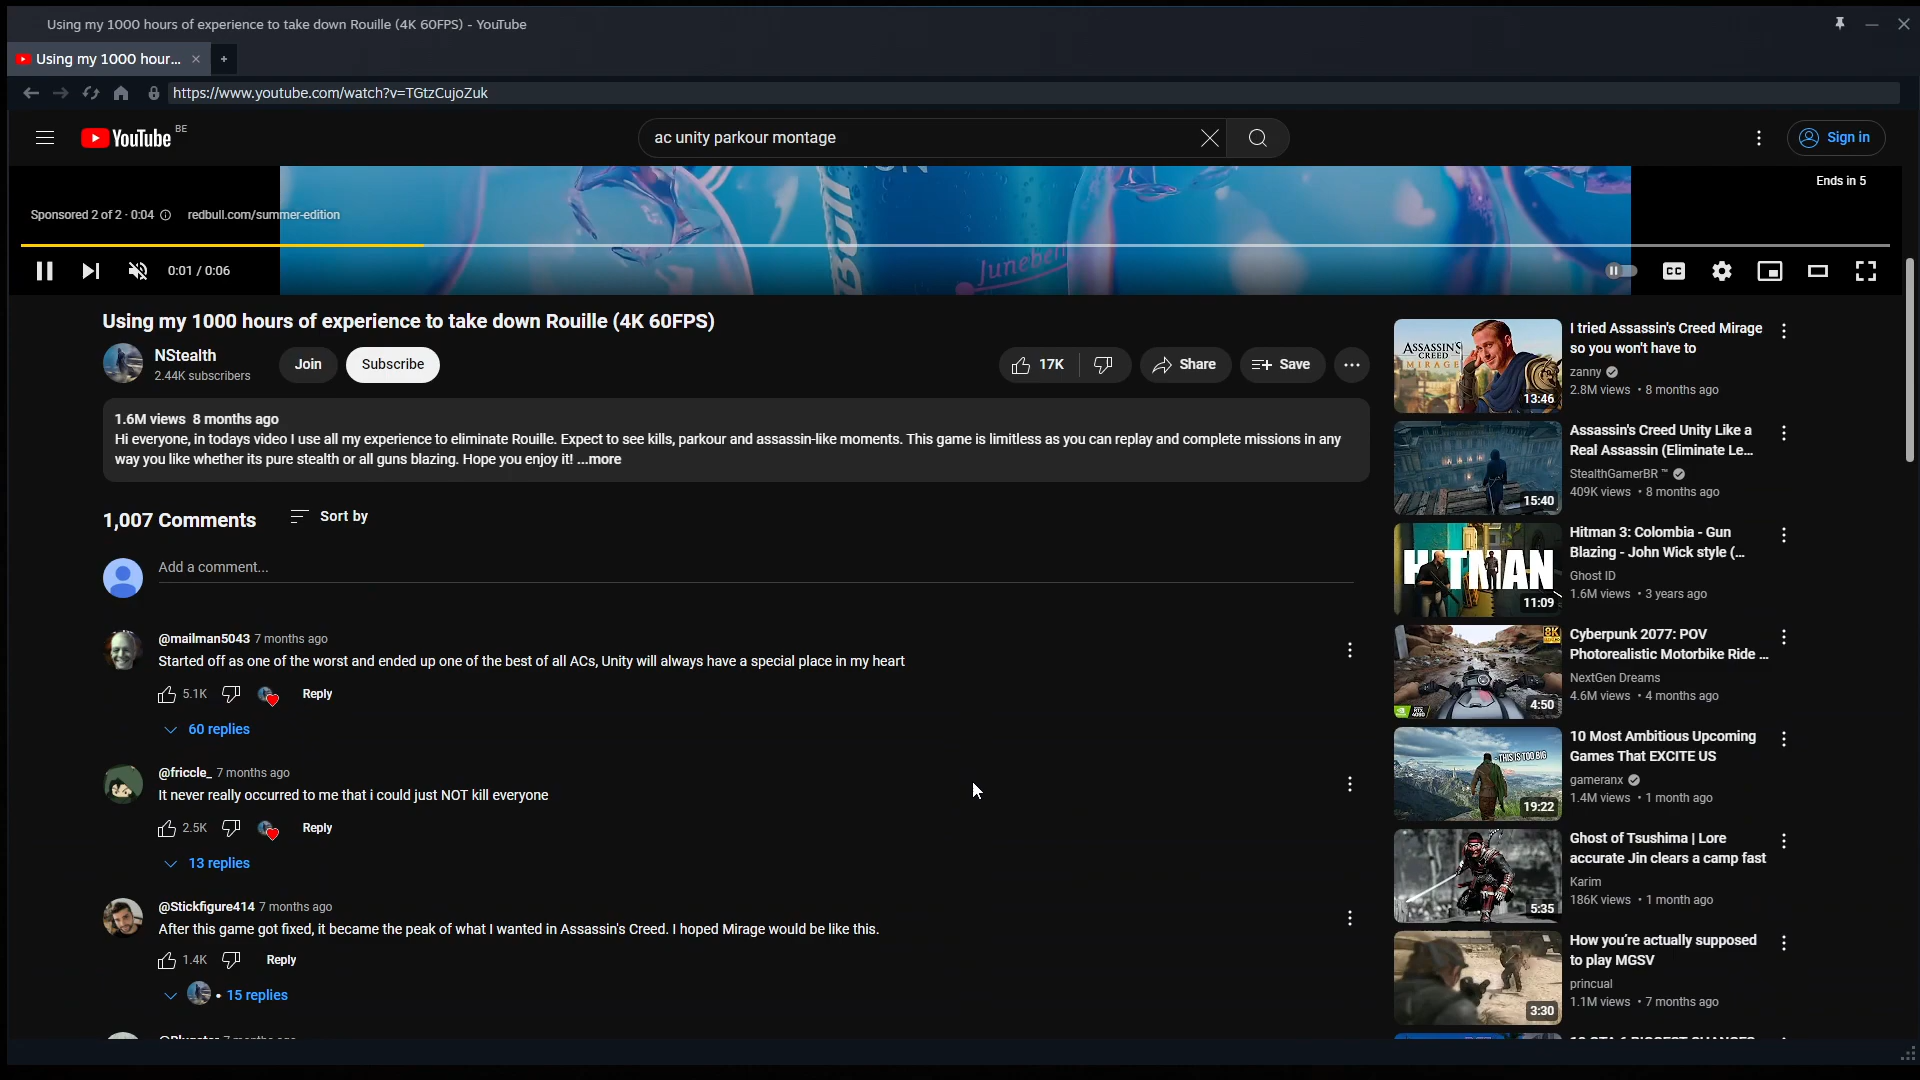 Using my 1000 hours of experience to take down Rouille (4K 60FPS) - YouTube
Using my 1000 hour...
https://www.youtube.com/watch?v=TGtzCujoZuk
YouTube BE
ac unity parkour montage
Sign in
Ends in 5
Sponsored 2 of 2 · 0:04 redbull.com/summer-edition
Bull
Juneberr
0:01 / 0:06
CC
Using my 1000 hours of experience to take down Rouille (4K 60FPS)
NStealth
2.44K subscribers
Join
Subscribe
17K
Share
Save
1.6M views 8 months ago
Hi everyone, in todays video I use all my experience to eliminate Rouille. Expect to see kills, parkour and assassin-like moments. This game is limitless as you can replay and complete missions in any
way you like whether its pure stealth or all guns blazing. Hope you enjoy it! ...more
1,007 Comments
Sort by
Add a comment...
@mailman5043 7 months ago
Started off as one of the worst and ended up one of the best of all ACs, Unity will always have a special place in my heart
5.1K
Reply
60 replies
@friccle_ 7 months ago
It never really occurred to me that i could just NOT kill everyone
2.5K
Reply
13 replies
@Stickfigure414 7 months ago
After this game got fixed, it became the peak of what I wanted in Assassin's Creed. I hoped Mirage would be like this.
1.4K
Reply
• 15 replies
ASSASSIN'S
CREED
MIRAGE
13:46
I tried Assassin's Creed Mirage
so you won't have to
zanny
2.8M views • 8 months ago
15:40
Assassin's Creed Unity Like a
Real Assassin (Eliminate Le...
StealthGamerBR ™
409K views • 8 months ago
HITMAN
11:09
Hitman 3: Colombia - Gun
Blazing - John Wick style (...
Ghost ID
1.6M views • 3 years ago
8K
RTX
4090
4:50
Cyberpunk 2077: POV
Photorealistic Motorbike Ride ...
NextGen Dreams
4.6M views • 4 months ago
THIS IS TOO BIG
19:22
10 Most Ambitious Upcoming
Games That EXCITE US
gameranx
1.4M views • 1 month ago
5:35
Ghost of Tsushima | Lore
accurate Jin clears a camp fast
Karim
186K views • 1 month ago
3:30
How you're actually supposed
to play MGSV
princual
1.1M views • 7 months ago